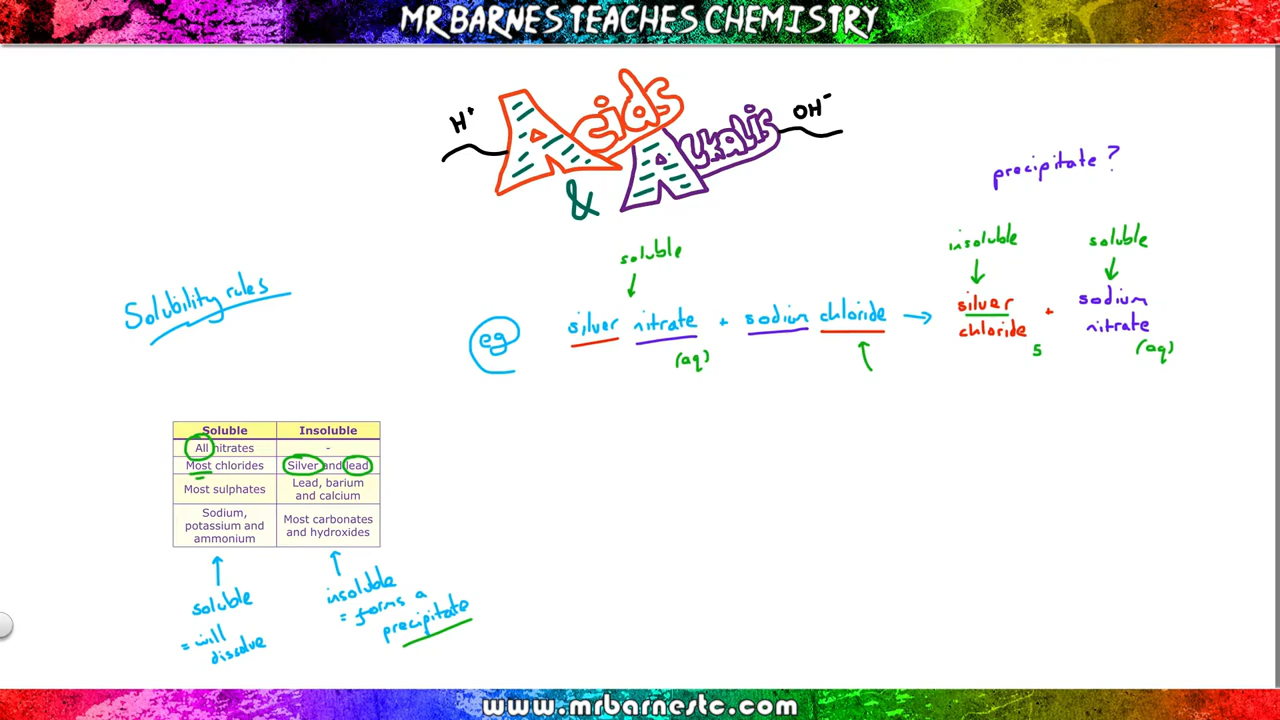 MR BARNES TEACHES CHEMISTRY
H⁺
Acids
&
Alkalis
OH⁻
precipitate?
Solubility rules
eg
soluble
insoluble
soluble
silver nitrate + sodium chloride → silver chloride + sodium nitrate
(aq)
s
(aq)
Soluble Insoluble
All nitrates -
Most chlorides Silver and lead
Most sulphates Lead, barium
and calcium
Sodium,
potassium and
ammonium
Most carbonates
and hydroxides
soluble
= will
dissolve
insoluble
= forms a
precipitate
www.mrbarnestc.com